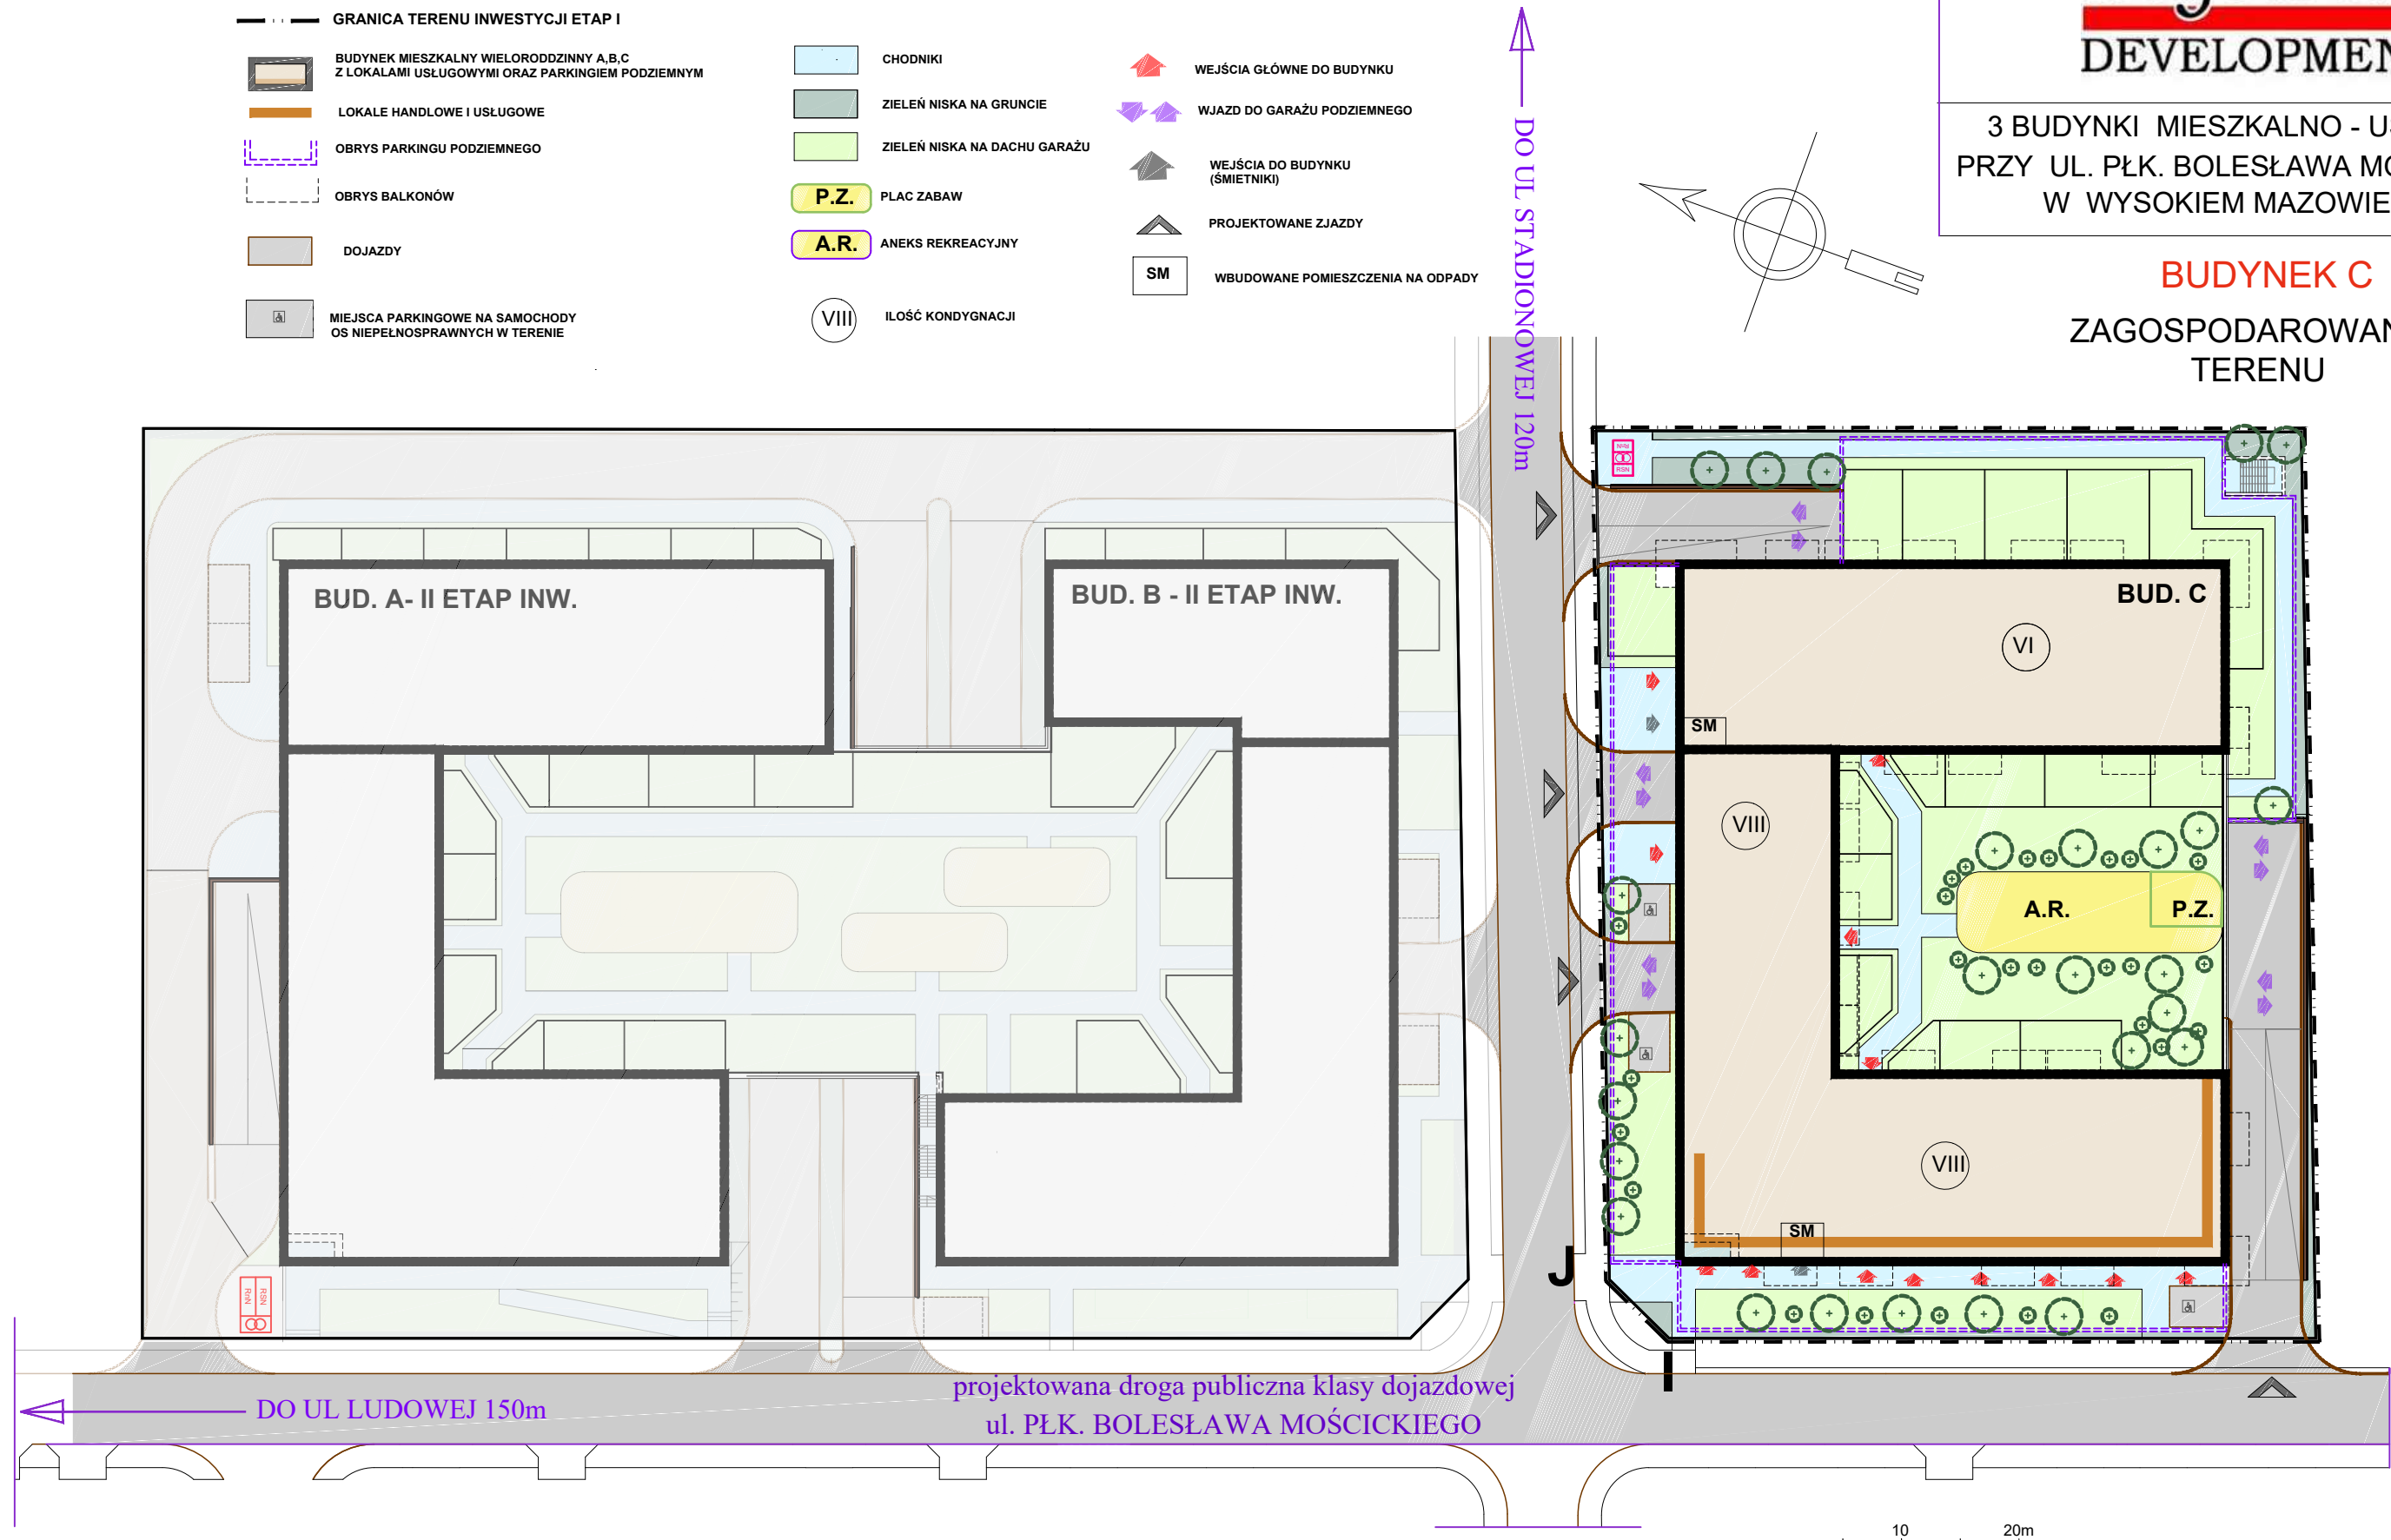 GRANICA TERENU INWESTYCJI ETAP I
BUDYNEK MIESZKALNY WIELORODDZINNY A,B,C
Z LOKALAMI USŁUGOWYMI ORAZ PARKINGIEM PODZIEMNYM
LOKALE HANDLOWE I USŁUGOWE
OBRYS PARKINGU PODZIEMNEGO
OBRYS BALKONÓW
DOJAZDY
MIEJSCA PARKINGOWE NA SAMOCHODY
OS NIEPEŁNOSPRAWNYCH W TERENIE
CHODNIKI
ZIELEŃ NISKA NA GRUNCIE
ZIELEŃ NISKA NA DACHU GARAŻU
P.Z. PLAC ZABAW
A.R. ANEKS REKREACYJNY
VIII ILOŚĆ KONDYGNACJI
WEJŚCIA GŁÓWNE DO BUDYNKU
WJAZD DO GARAŻU PODZIEMNEGO
WEJŚCIA DO BUDYNKU
(ŚMIETNIKI)
PROJEKTOWANE ZJAZDY
SM WBUDOWANE POMIESZCZENIA NA ODPADY
DO UL STADIONOWEJ 120m
DEVELOPMEN
3 BUDYNKI MIESZKALNO - U
PRZY UL. PŁK. BOLESŁAWA MO
W WYSOKIEM MAZOWIE
BUDYNEK C
ZAGOSPODAROWAN
TERENU
BUD. A- II ETAP INW.
BUD. B - II ETAP INW.
BUD. C
VI
SM
VIII
A.R.
P.Z.
VIII
SM
RSN
RSN
RnN
J
I
projektowana droga publiczna klasy dojazdowej
ul. PŁK. BOLESŁAWA MOŚCICKIEGO
DO UL LUDOWEJ 150m
10 20m